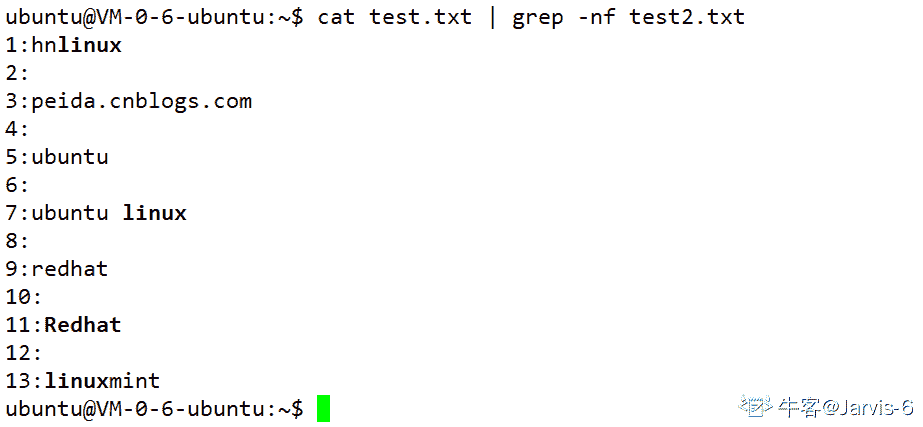 ubuntu@VM-0-6-ubuntu:~$ cat test.txt | grep -nf test2.txt
1:hnlinux
2:
3:peida.cnblogs.com
4:
5:ubuntu
6:
7:ubuntu linux
8:
9:redhat
10:
11:Redhat
12:
13:linuxmint
ubuntu@VM-0-6-ubuntu:~$
牛客@Jarvis-6